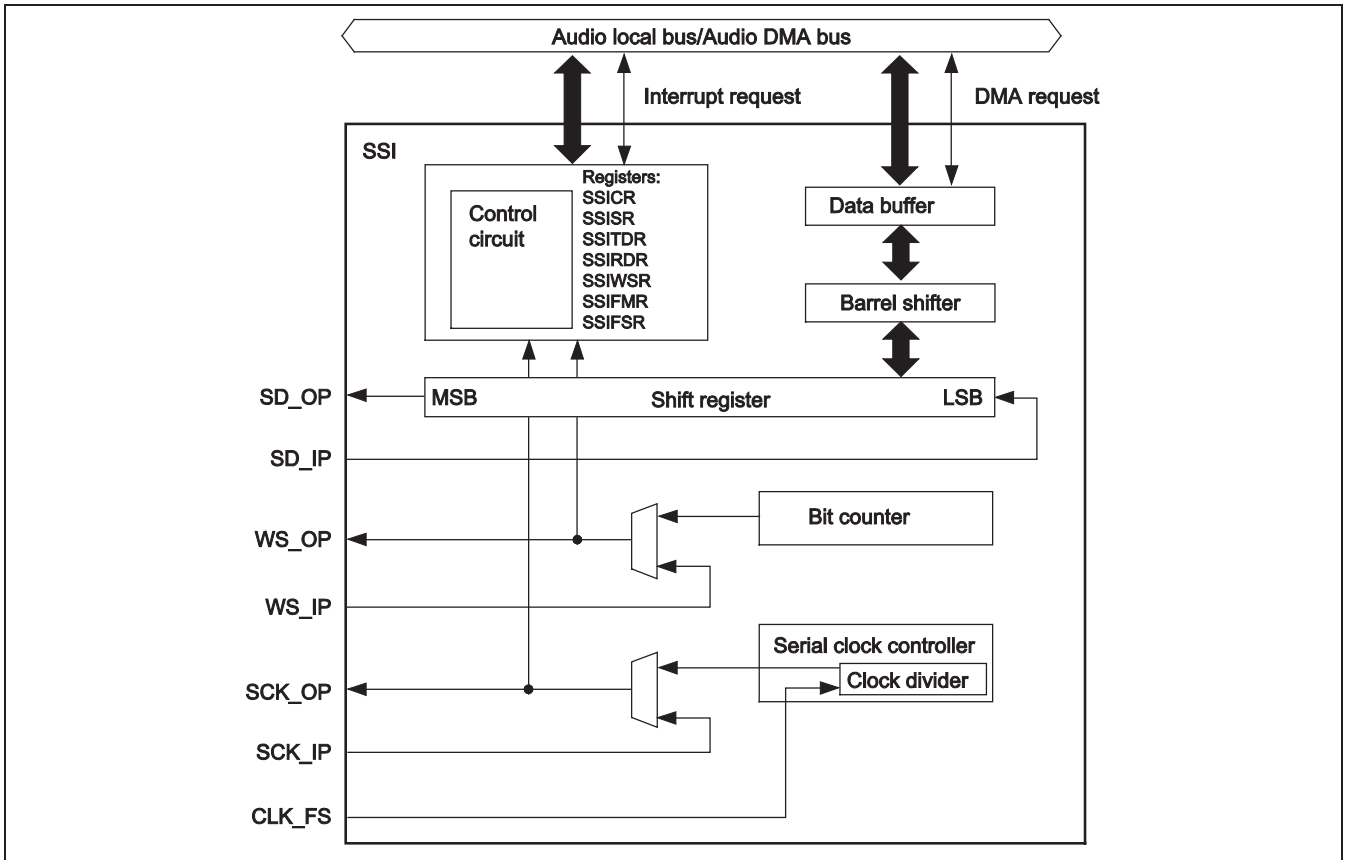 Audio local bus/Audio DMA bus
Interrupt request
DMA request
SSI
Registers:
SSICR
SSISR
SSITDR
SSIRDR
SSIWSR
SSIFMR
SSIFSR
Control
circuit
Data buffer
Barrel shifter
SD_OP
MSB
Shift register
LSB
SD_IP
Bit counter
WS_OP
WS_IP
Serial clock controller
Clock divider
SCK_OP
SCK_IP
CLK_FS